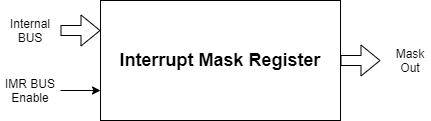 Internal
BUS
Interrupt Mask Register
Mask
Out
IMR BUS
Enable